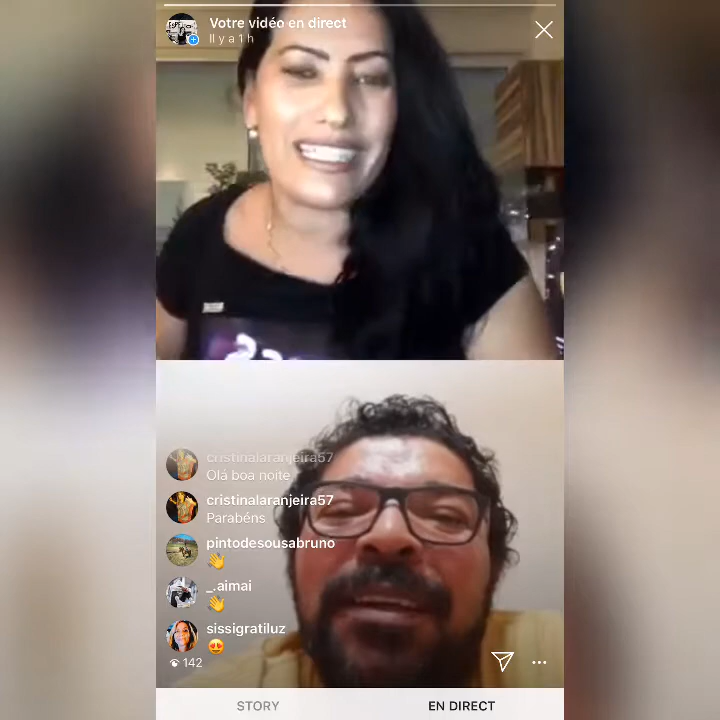 Votre vidéo en direct
Il y a 1 h
cristinalaranjeira57
Olá boa noite
cristinalaranjeira57
Parabéns
pintodesousabruno
👋
_.aimai
👋
sissigratiluz
😍
142
STORY
EN DIRECT